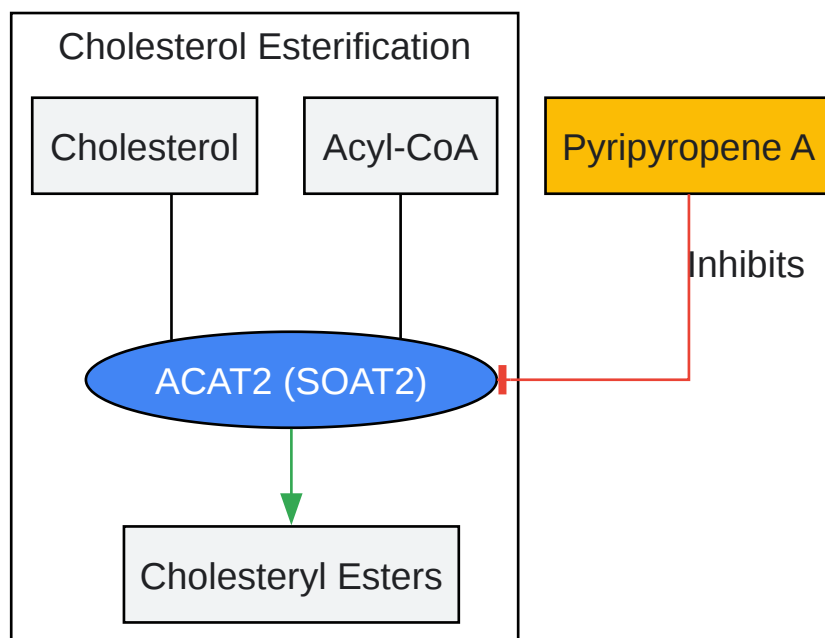 Cholesterol Esterification
Cholesterol
Acyl-CoA
Pyripyropene A
Inhibits
ACAT2 (SOAT2)
Cholesteryl Esters